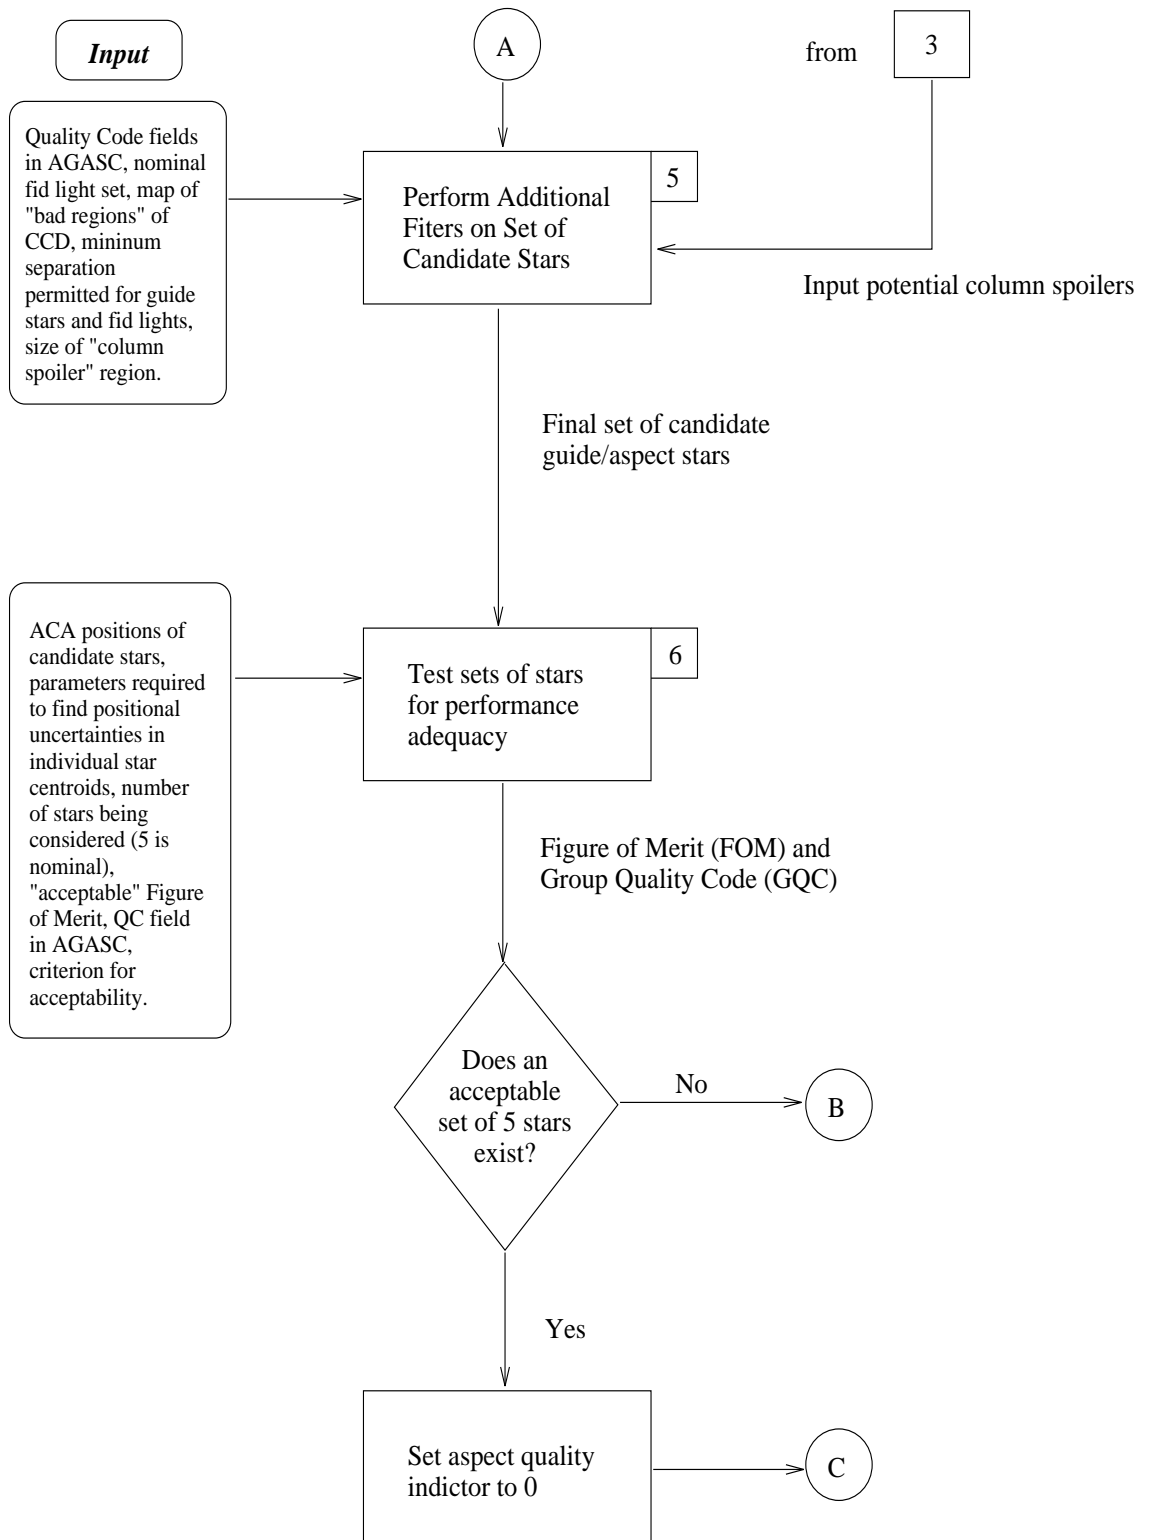 Input
A
from
3
Quality Code fields
in AGASC, nominal
fid light set, map of
"bad regions" of
CCD, mininum
separation
permitted for guide
stars and fid lights,
size of "column
spoiler" region.
Perform Additional
Fiters on Set of
Candidate Stars
5
Input potential column spoilers
Final set of candidate
guide/aspect stars
ACA positions of
candidate stars,
parameters required
to find positional
uncertainties in
individual star
centroids, number
of stars being
considered (5 is
nominal),
"acceptable" Figure
of Merit, QC field
in AGASC,
criterion for
acceptability.
Test sets of stars
for performance
adequacy
6
Figure of Merit (FOM) and
Group Quality Code (GQC)
Does an
acceptable
set of 5 stars
exist?
No
B
Yes
Set aspect quality
indictor to 0
C